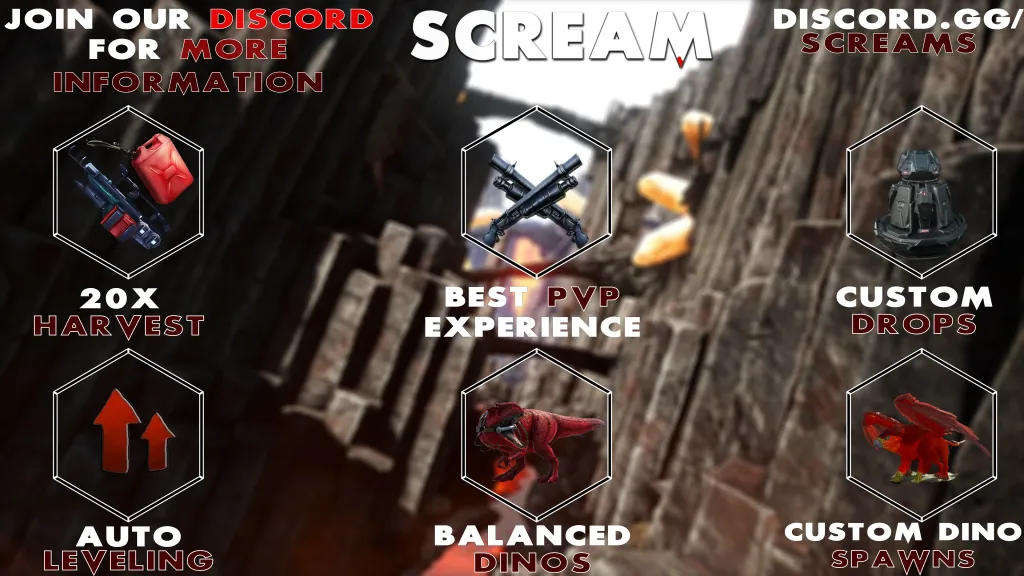 JOIN OUR DISCORD
FOR MORE
INFORMATION
SCREAM
DISCORD.GG/
SCREAMS
20X
HARVEST
BEST PVP
EXPERIENCE
CUSTOM
DROPS
AUTO
LEVELING
BALANCED
DINOS
CUSTOM DINO
SPAWNS